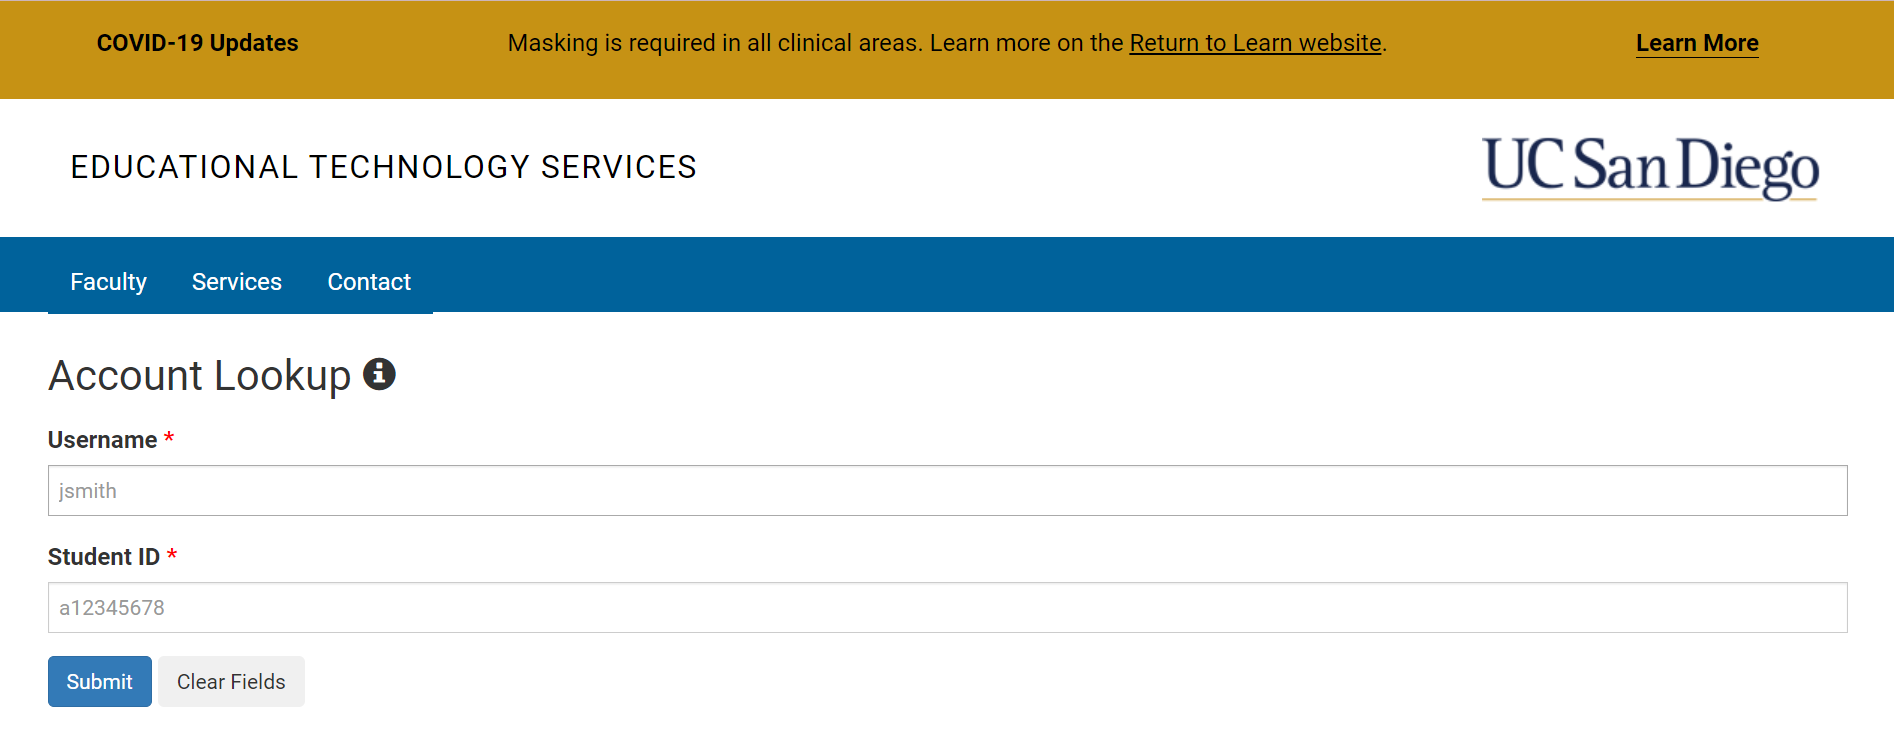 COVID-19 Updates
Masking is required in all clinical areas. Learn more on the Return to Learn website.
Learn More
EDUCATIONAL TECHNOLOGY SERVICES
UC San Diego
Faculty
Services
Contact
Account Lookup
Username *
jsmith
Student ID *
a12345678
Submit
Clear Fields